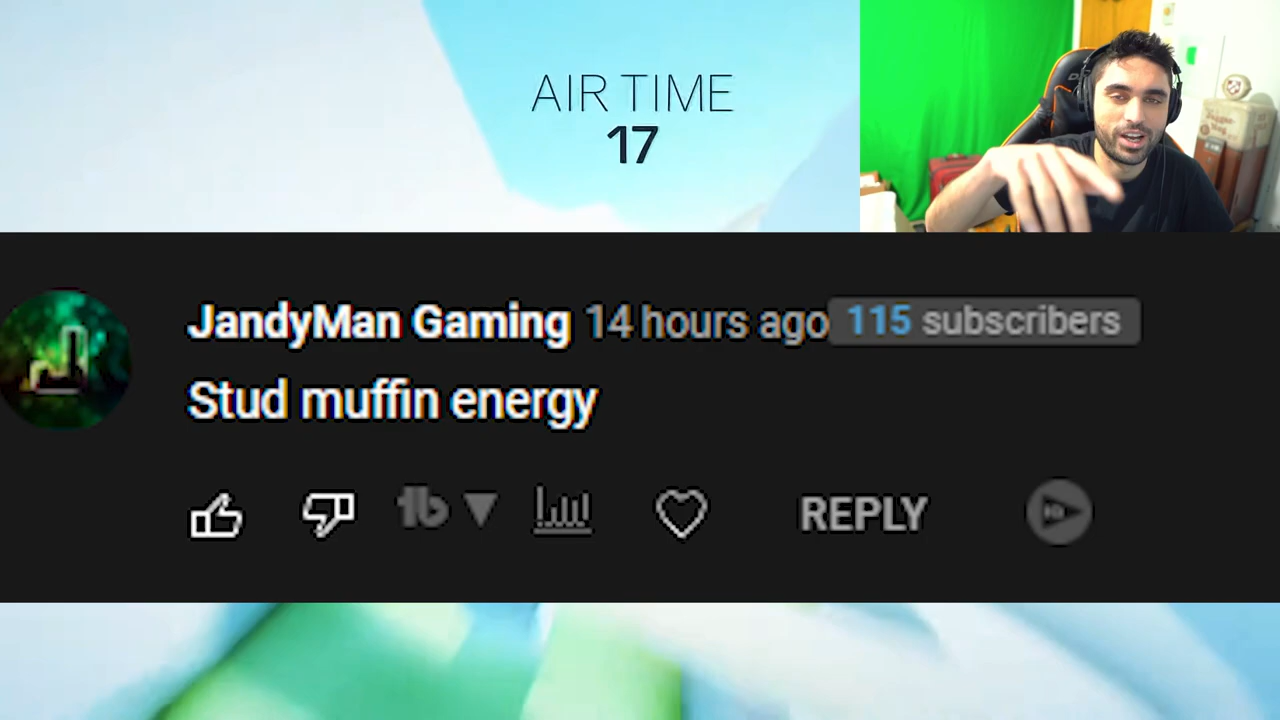 AIR TIME
17
JandyMan Gaming 14 hours ago 115 subscribers
Stud muffin energy
REPLY